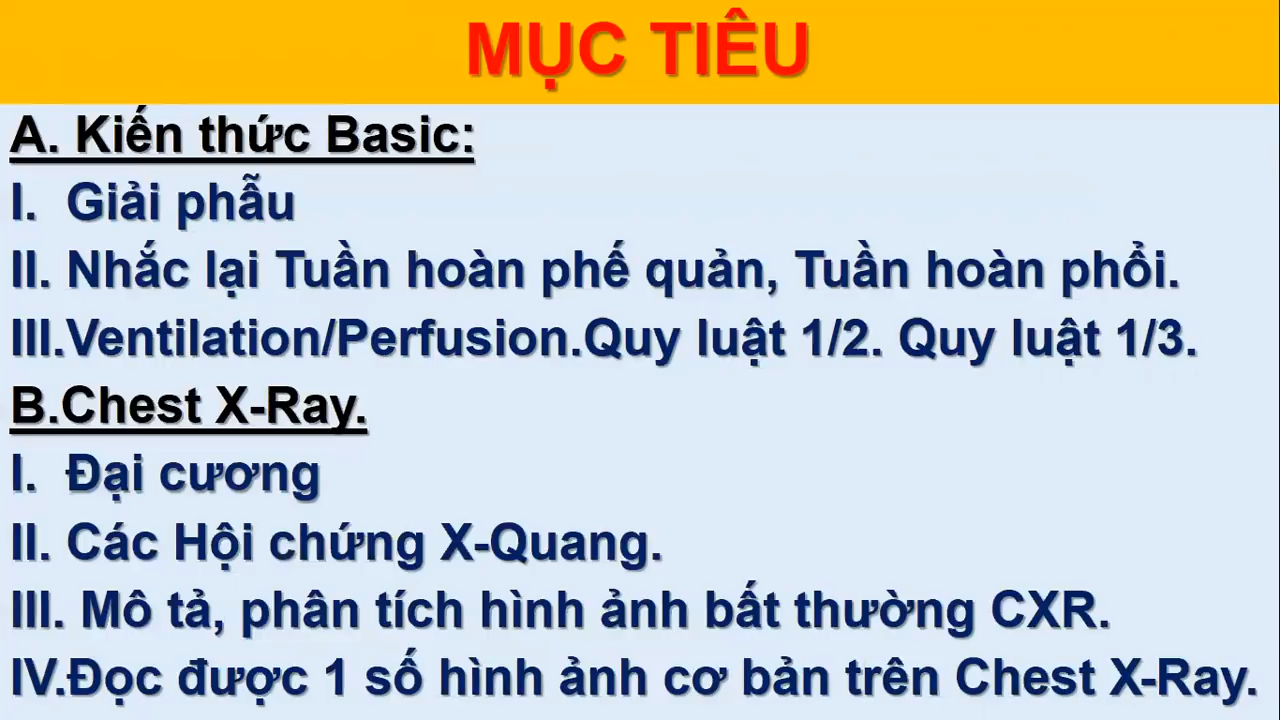 MỤC TIÊU
A. Kiến thức Basic:
I. Giải phẫu
II. Nhắc lại Tuần hoàn phế quản, Tuần hoàn phổi.
III.Ventilation/Perfusion.Quy luật 1/2. Quy luật 1/3.
B.Chest X-Ray.
I. Đại cương
II. Các Hội chứng X-Quang.
III. Mô tả, phân tích hình ảnh bất thường CXR.
IV.Đọc được 1 số hình ảnh cơ bản trên Chest X-Ray.